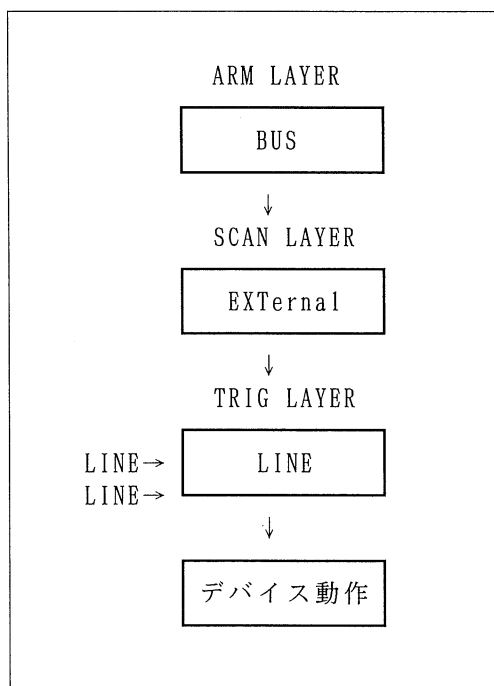 ARM LAYER
BUS
↓
SCAN LAYER
EXTernal
↓
TRIG LAYER
LINE→
LINE→
LINE
↓
デバイス動作